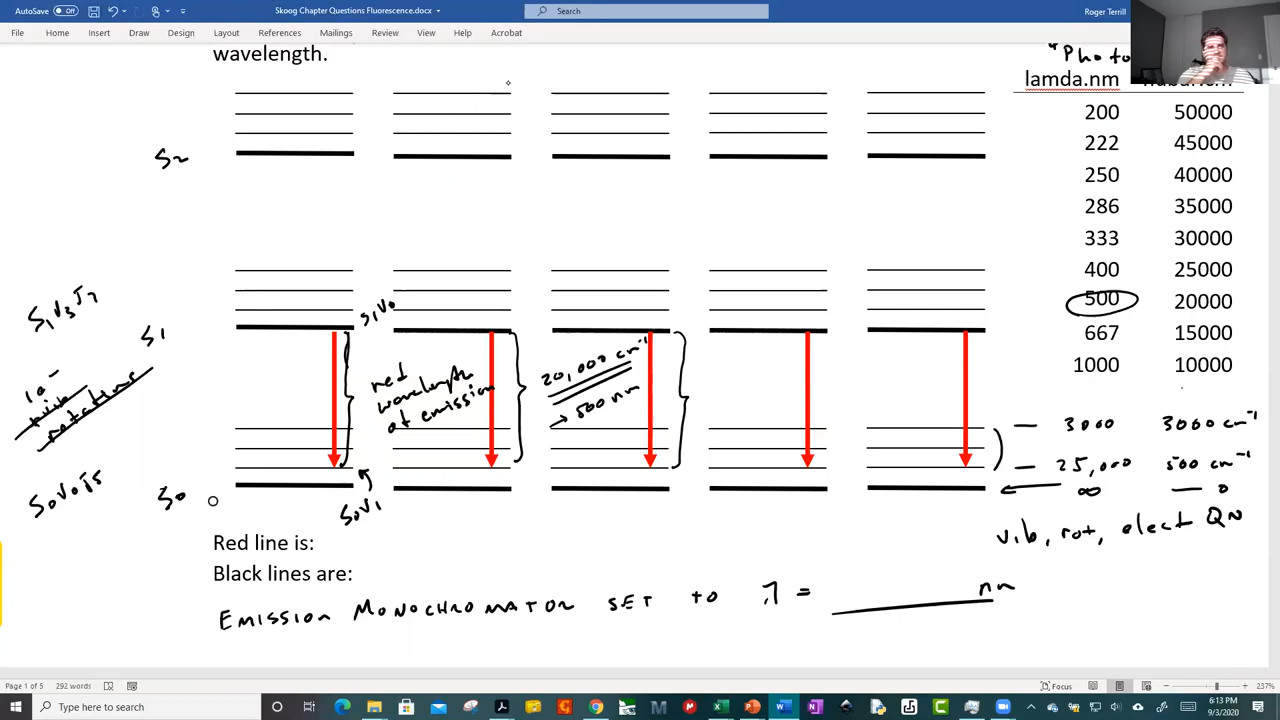 AutoSave Off
Skoog Chapter Questions Fluorescence.docx
Search
Roger Terrill
File Home Insert Draw Design Layout References Mailings Review View Help Acrobat
wavelength.
lamda.nm
200 50000
222 45000
250 40000
286 35000
333 30000
400 25000
500 20000
667 15000
1000 10000
3000 3000 cm⁻¹
25,000 500 cm⁻¹
∞ — 0
vib, rot, elect QN
S2
S1
S0
S1V0
S0V1
red
wavelength
of emission
20,000 cm⁻¹
→ 500 nm
rotations
Red line is:
Black lines are:
EMISSION MONOCHROMATOR SET to λ = nm
Page 1 of 5 292 words
Focus
237%
Type here to search
6:13 PM
9/3/2020